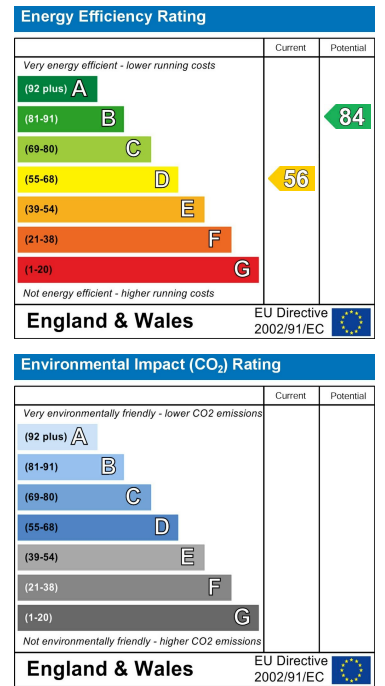 Energy Efficiency Rating
Current Potential
Very energy efficient - lower running costs
(92 plus) A
(81-91) B
84
(69-80) C
(55-68) D
56
(39-54) E
(21-38) F
(1-20) G
Not energy efficient - higher running costs
England & Wales
EU Directive
2002/91/EC
Environmental Impact (CO₂) Rating
Current Potential
Very environmentally friendly - lower CO2 emissions
(92 plus) A
(81-91) B
(69-80) C
(55-68) D
(39-54) E
(21-38) F
(1-20) G
Not environmentally friendly - higher CO2 emissions
England & Wales
EU Directive
2002/91/EC